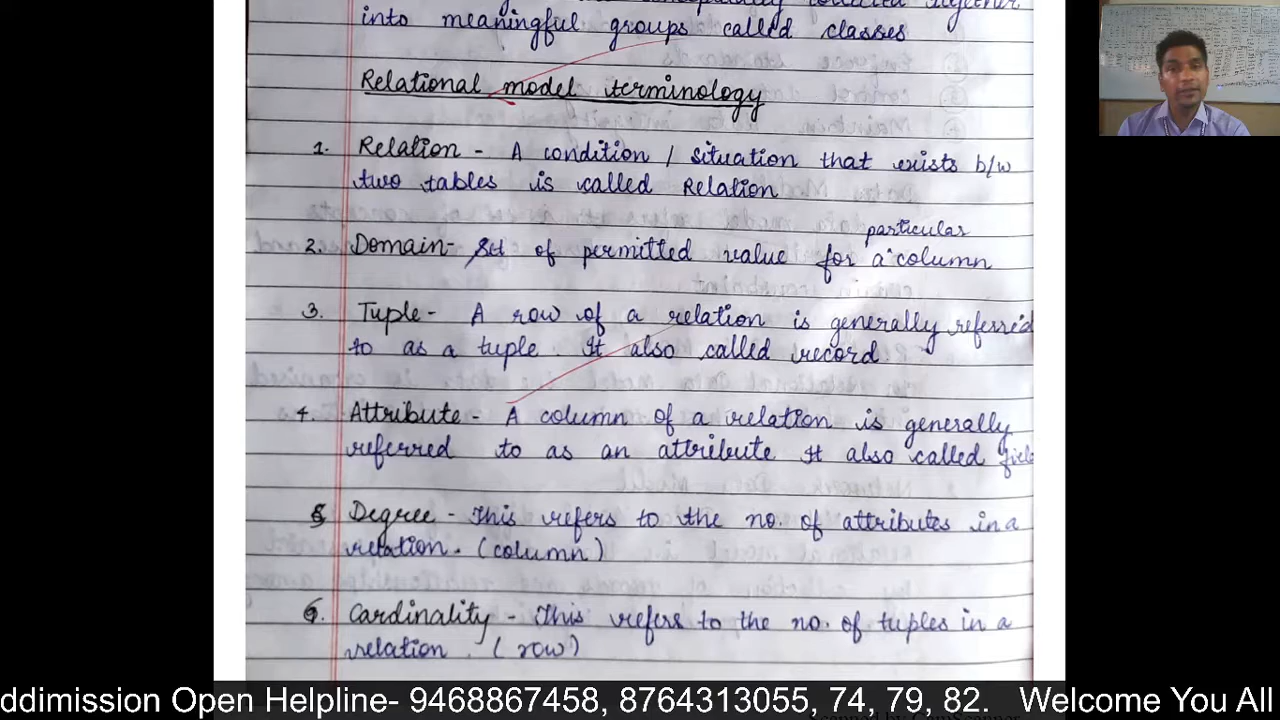 together
into meaningful groups called classes
Relational model terminology
1. Relation - A condition / situation that exists b/w
two tables is called Relation
particular
2. Domain - Set of permitted value for a column
3. Tuple - A row of a relation is generally referred
to as a tuple. It also called record.
4. Attribute - A column of a relation is generally
referred to as an attribute It also called field
5 Degree - This refers to the no. of attributes in a
relation. (column)
6. Cardinality - This refers to the no. of tuples in a
relation. (row)
ddimission Open Helpline- 9468867458, 8764313055, 74, 79, 82. Welcome You All